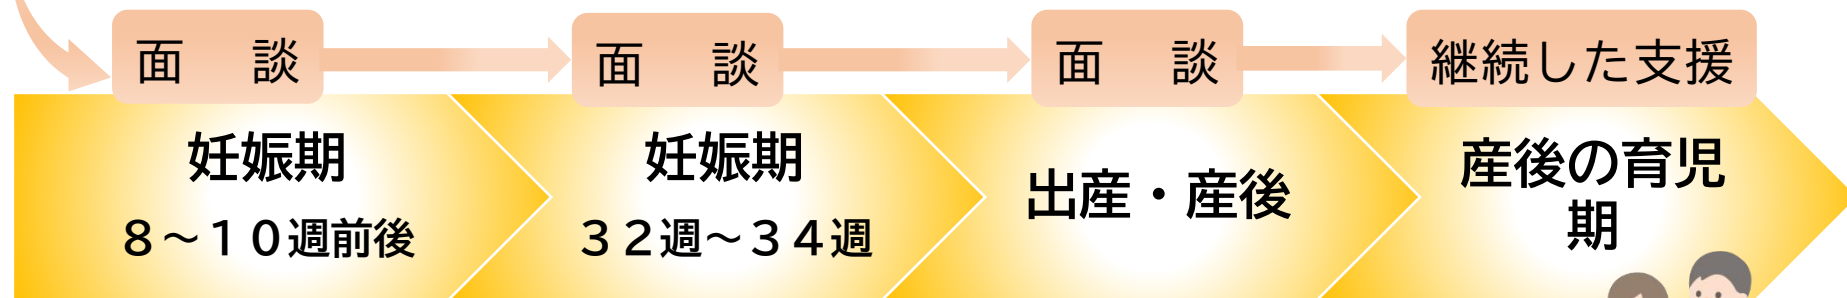 面　談
面　談
面　談
継続した支援
妊娠期
８～１０週前後
妊娠期
３２週～３４週
出産・産後
産後の育児
期